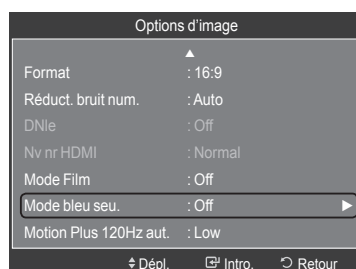 Options d'image
Format : 16:9
Réduct. bruit num. : Auto
DNIe : Off
Nv nr HDMI : Normal
Mode Film : Off
Mode bleu seu. : Off
Motion Plus 120Hz aut. : Low
Dépl. Intro. Retour